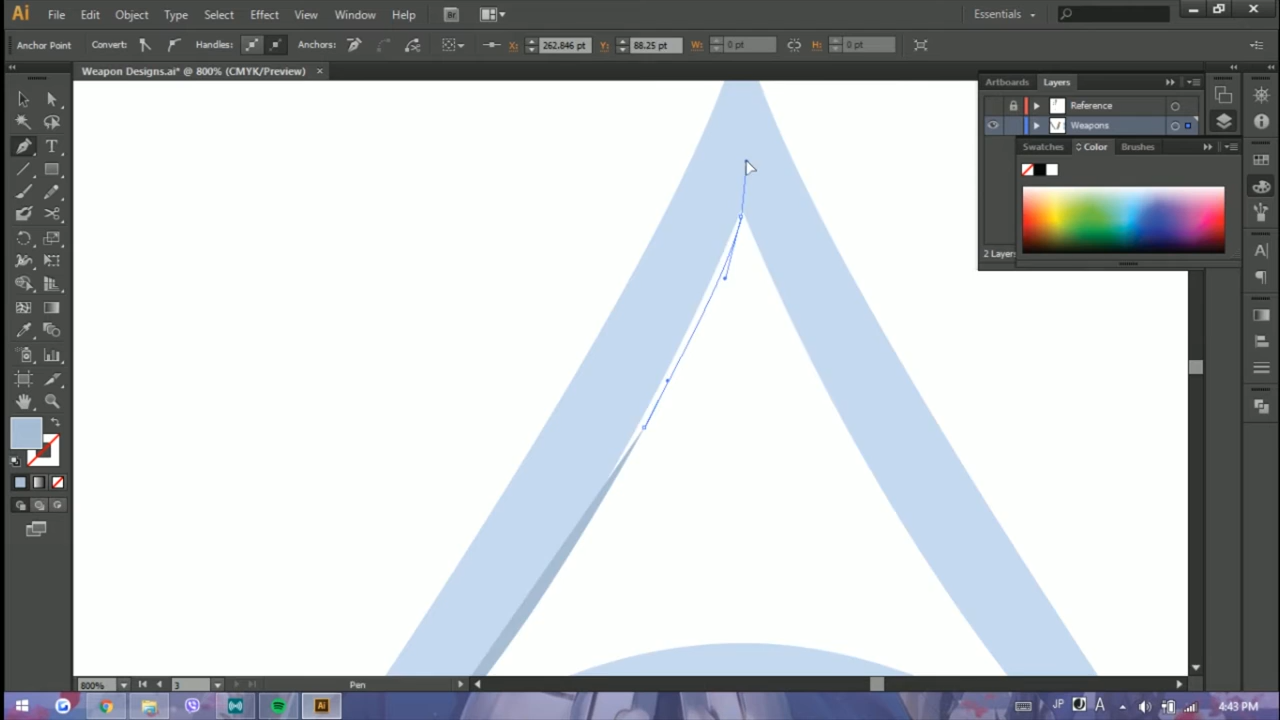 Ai File Edit Object Type Select Effect View Window Help Br Essentials
Anchor Point Convert: Handles: Anchors: X: 262.846 pt Y: 88.25 pt W: 0 pt H: 0 pt
Weapon Designs.ai* @ 800% (CMYK/Preview) ×
Artboards Layers
Reference
Weapons
Swatches Color Brushes
2 Layers
800% 3 Pen
JP A 4:43 PM